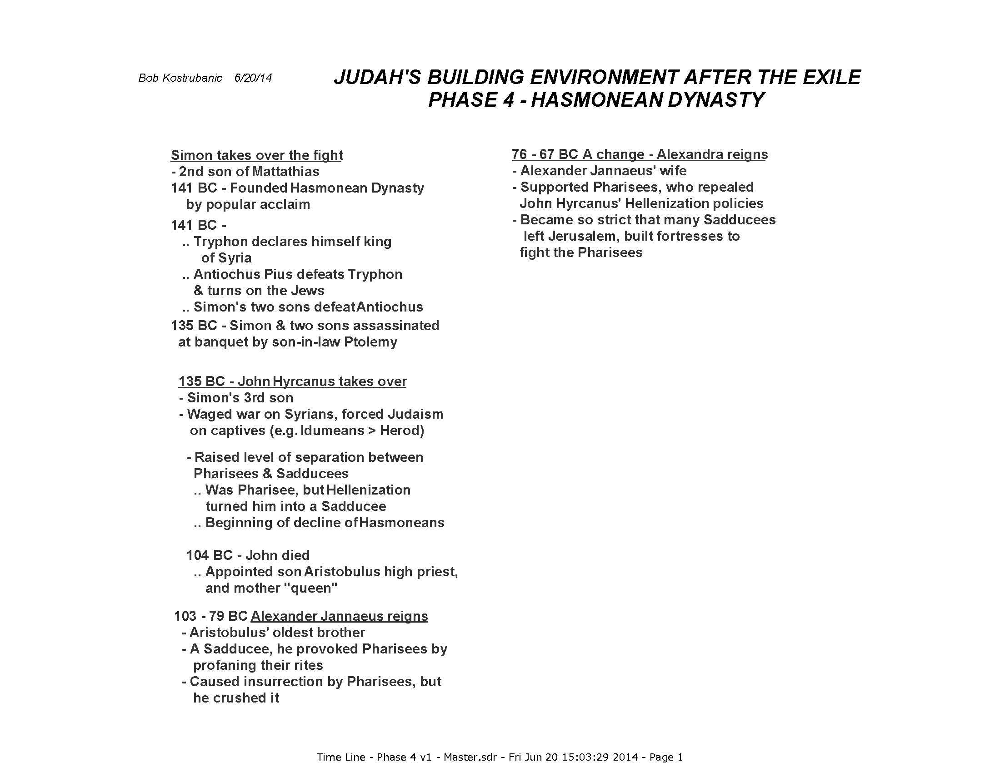 Bob Kostrubanic 6/20/14
JUDAH'S BUILDING ENVIRONMENT AFTER THE EXILE
PHASE 4 - HASMONEAN DYNASTY
Simon takes over the fight
- 2nd son of Mattathias
141 BC - Founded Hasmonean Dynasty
by popular acclaim
141 BC -
.. Tryphon declares himself king
of Syria
.. Antiochus Pius defeats Tryphon
& turns on the Jews
.. Simon's two sons defeat Antiochus
135 BC - Simon & two sons assassinated
at banquet by son-in-law Ptolemy
135 BC - John Hyrcanus takes over
- Simon's 3rd son
- Waged war on Syrians, forced Judaism
on captives (e.g. Idumeans > Herod)
- Raised level of separation between
Pharisees & Sadducees
.. Was Pharisee, but Hellenization
turned him into a Sadducee
.. Beginning of decline of Hasmoneans
104 BC - John died
.. Appointed son Aristobulus high priest,
and mother "queen"
103 - 79 BC Alexander Jannaeus reigns
- Aristobulus' oldest brother
- A Sadducee, he provoked Pharisees by
profaning their rites
- Caused insurrection by Pharisees, but
he crushed it
76 - 67 BC A change - Alexandra reigns
- Alexander Jannaeus' wife
- Supported Pharisees, who repealed
John Hyrcanus' Hellenization policies
- Became so strict that many Sadducees
left Jerusalem, built fortresses to
fight the Pharisees
Time Line - Phase 4 v1 - Master.sdr - Fri Jun 20 15:03:29 2014 - Page 1